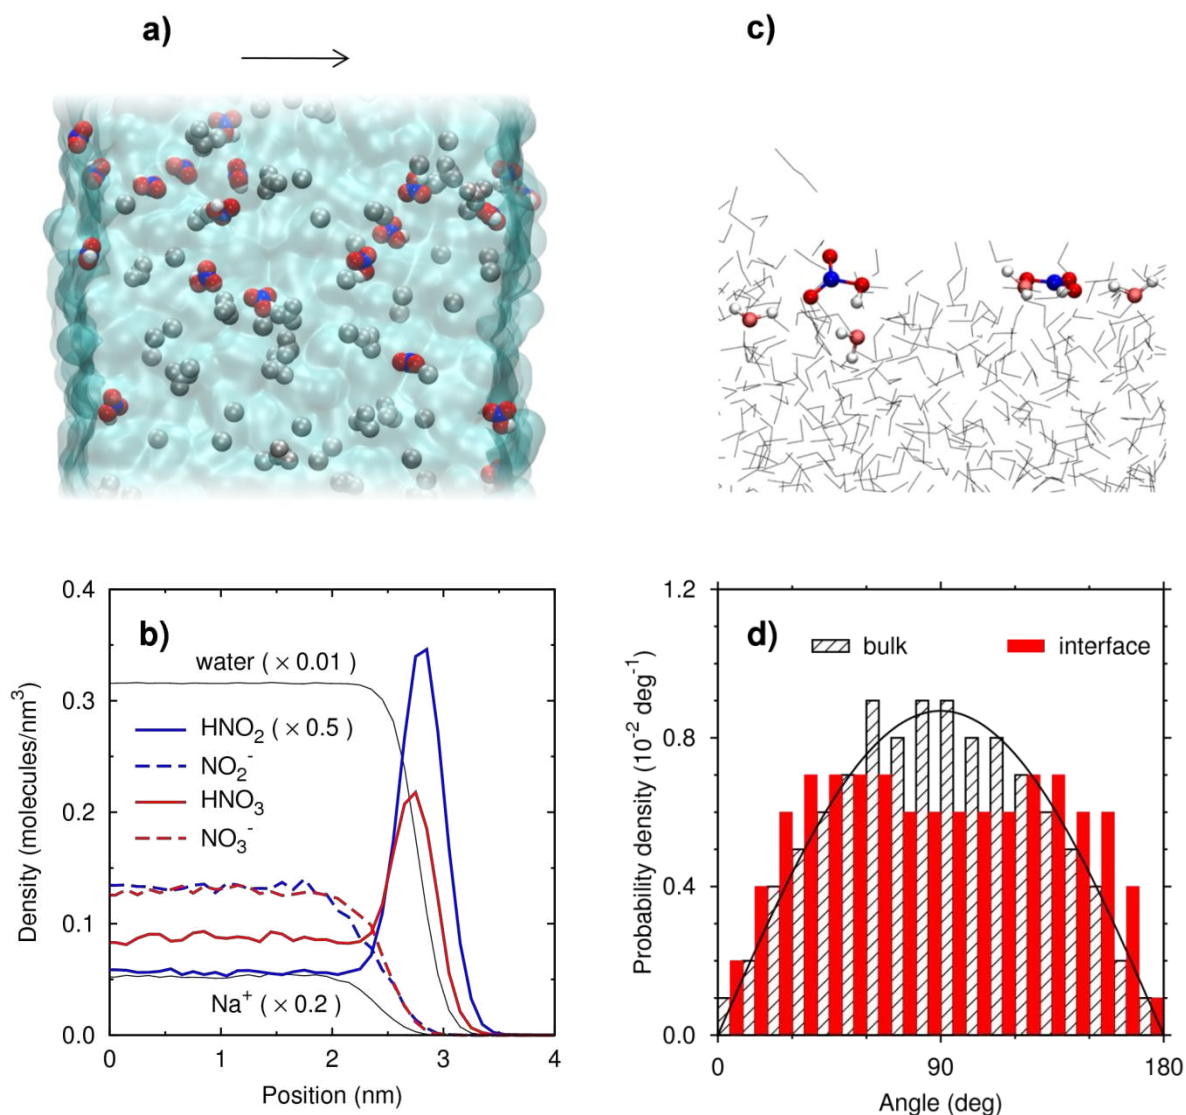 a)
c)
b)
water ( × 0.01 )
HNO₂ ( × 0.5 )
NO₂⁻
HNO₃
NO₃⁻
Na⁺ ( × 0.2 )
Density (molecules/nm³)
0.4
0.3
0.2
0.1
0.0
0 1 2 3 4
Position (nm)
d)
bulk interface
Probability density (10⁻² deg⁻¹)
1.2
0.8
0.4
0.0
0 90 180
Angle (deg)